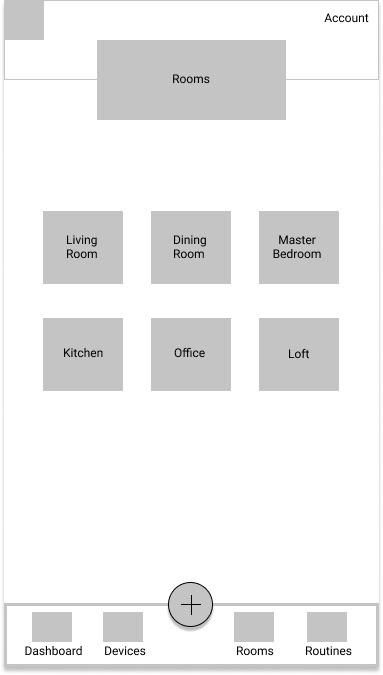 Account
Rooms
Living
Room
Dining
Room
Master
Bedroom
Kitchen
Office
Loft
Dashboard
Devices
Rooms
Routines